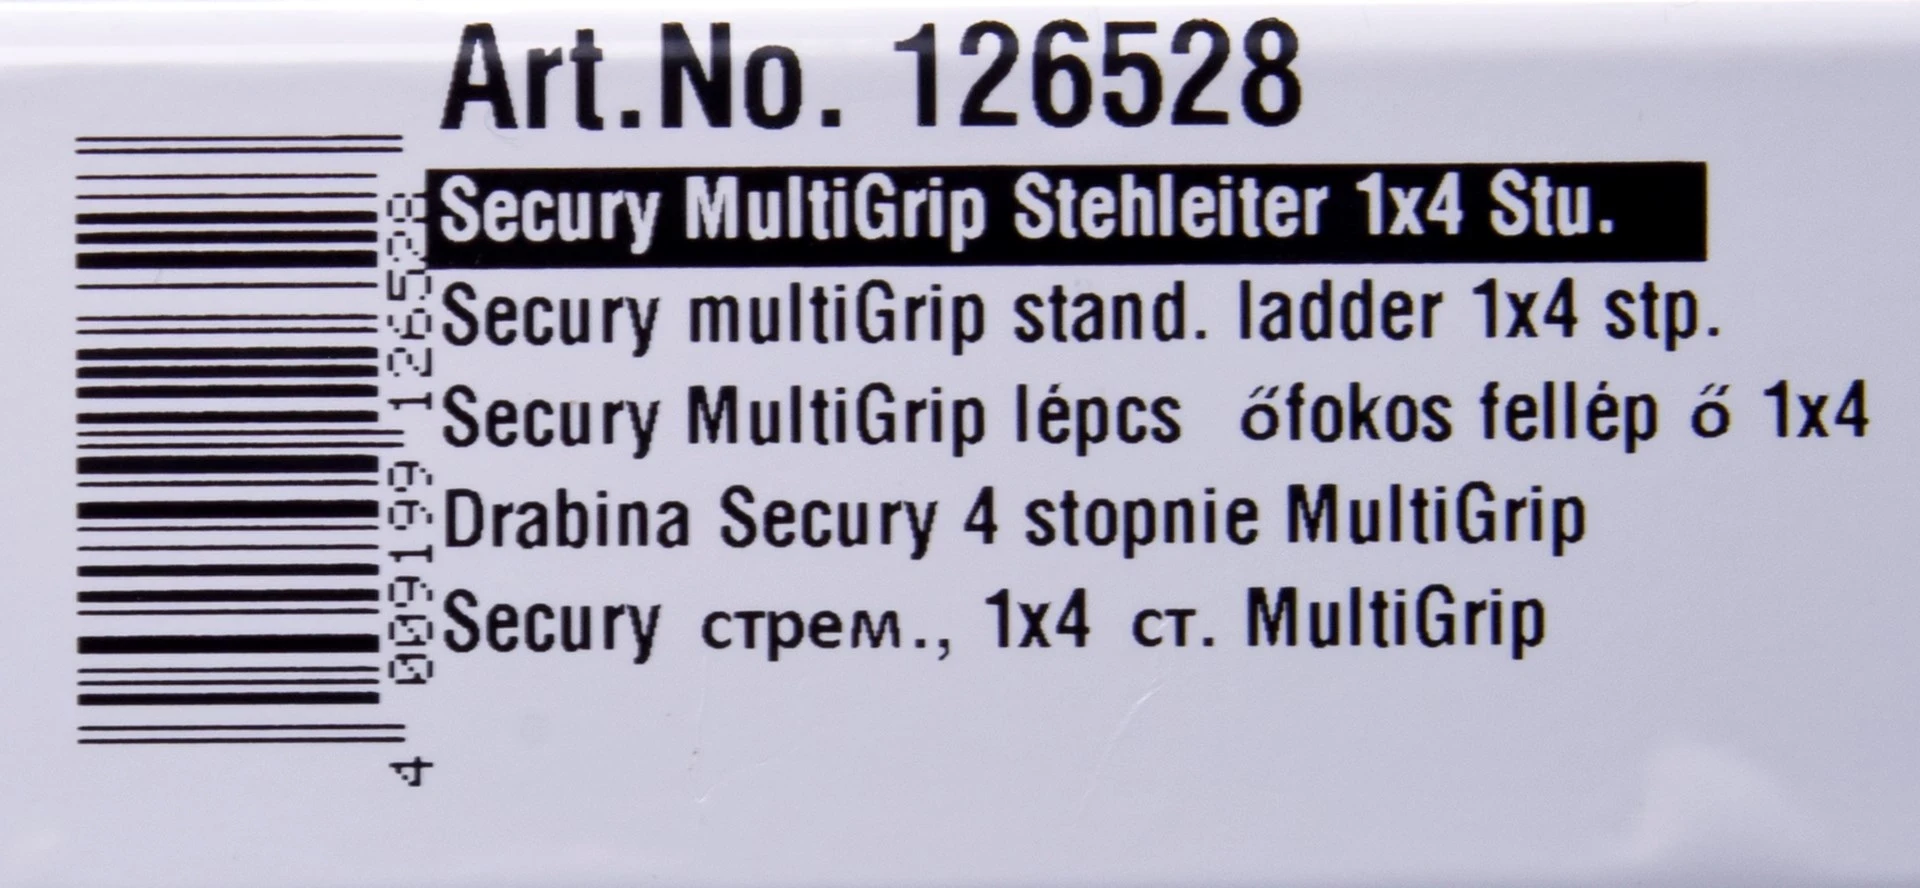 Art.No. 126528
Secury MultiGrip Stehleiter 1x4 Stu.
Secury multiGrip stand. ladder 1x4 stp.
Secury MultiGrip lépcs őfokos fellép ő 1x4
Drabina Secury 4 stopnie MultiGrip
Secury стрем., 1x4 ст. MultiGrip
4 009199 126528